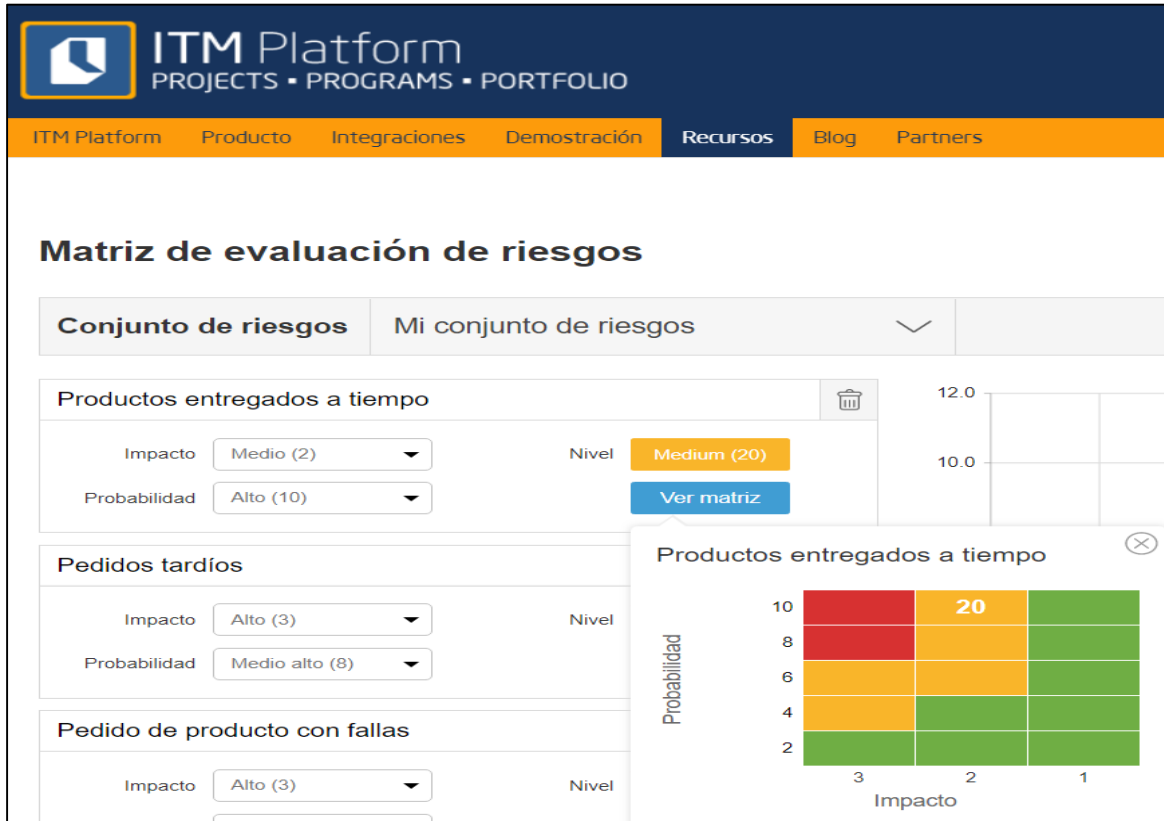 ITM Platform
PROJECTS ▪ PROGRAMS ▪ PORTFOLIO
ITM Platform Producto Integraciones Demostración Recursos Blog Partners
Matriz de evaluación de riesgos
Conjunto de riesgos Mi conjunto de riesgos
Productos entregados a tiempo
Impacto Medio (2) Nivel Medium (20)
Probabilidad Alto (10) Ver matriz
Pedidos tardíos
Impacto Alto (3) Nivel
Probabilidad Medio alto (8)
Pedido de producto con fallas
Impacto Alto (3) Nivel
12.0
10.0
Productos entregados a tiempo
Probabilidad
10 20
8
6
4
2
3 2 1
Impacto